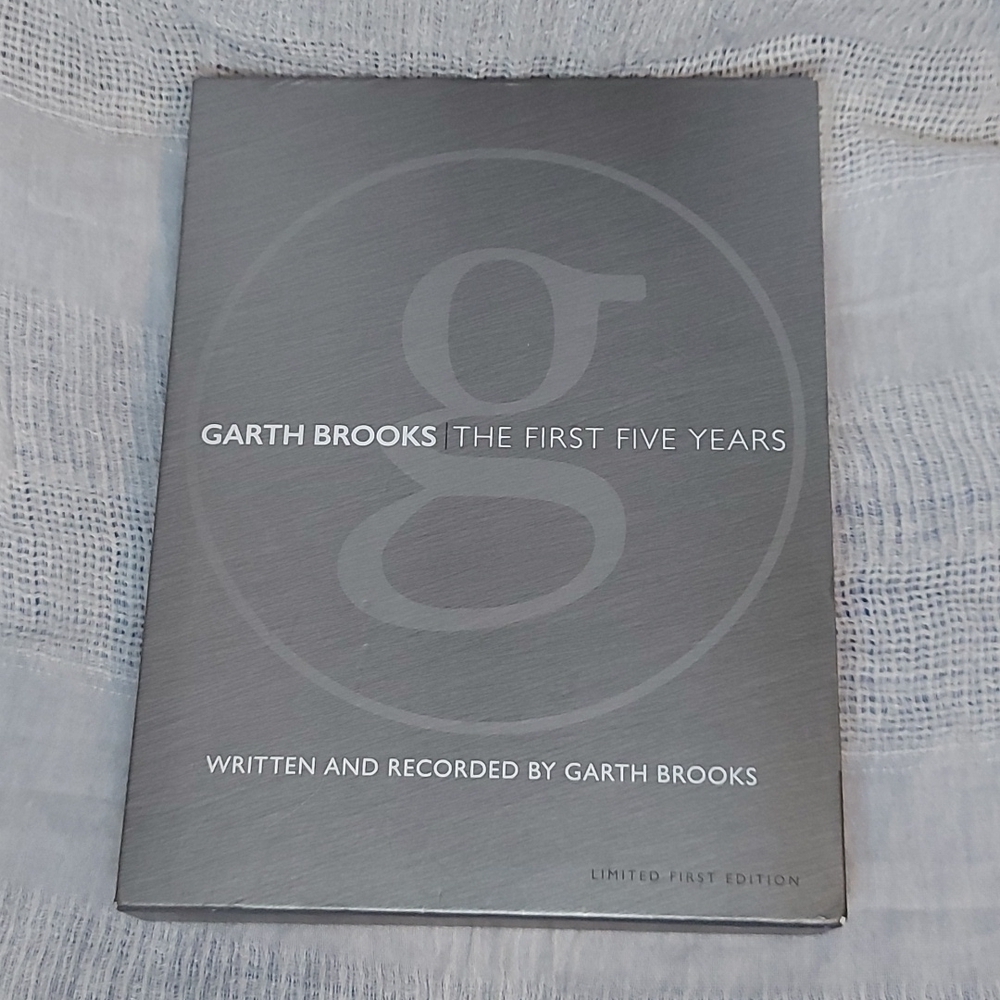 g
GARTH BROOKS | THE FIRST FIVE YEARS
WRITTEN AND RECORDED BY GARTH BROOKS
LIMITED FIRST EDITION